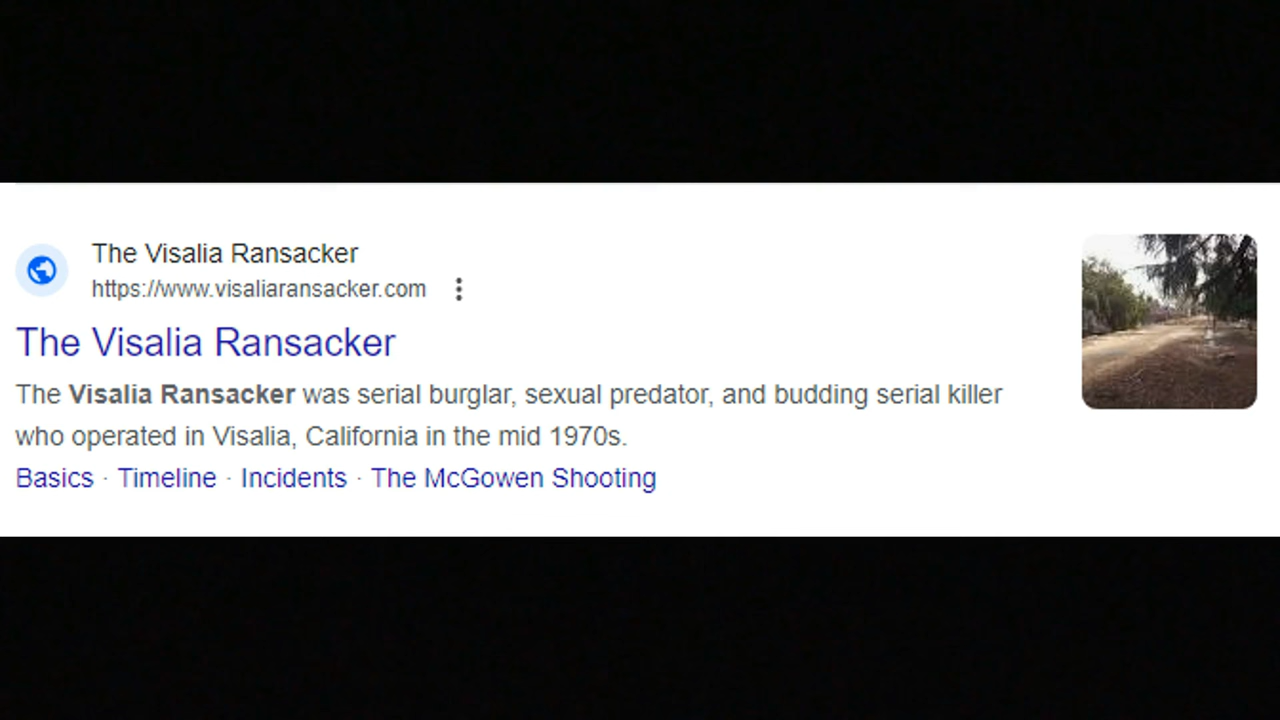 The Visalia Ransacker
https://www.visaliaransacker.com
The Visalia Ransacker
The Visalia Ransacker was serial burglar, sexual predator, and budding serial killer
who operated in Visalia, California in the mid 1970s.
Basics · Timeline · Incidents · The McGowen Shooting